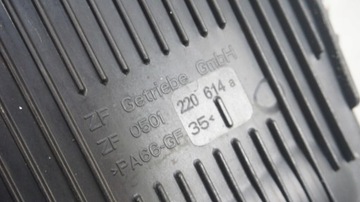 ZF Getriebe GmbH
ZF 0501 220 614 B
>PA66-GF 35<